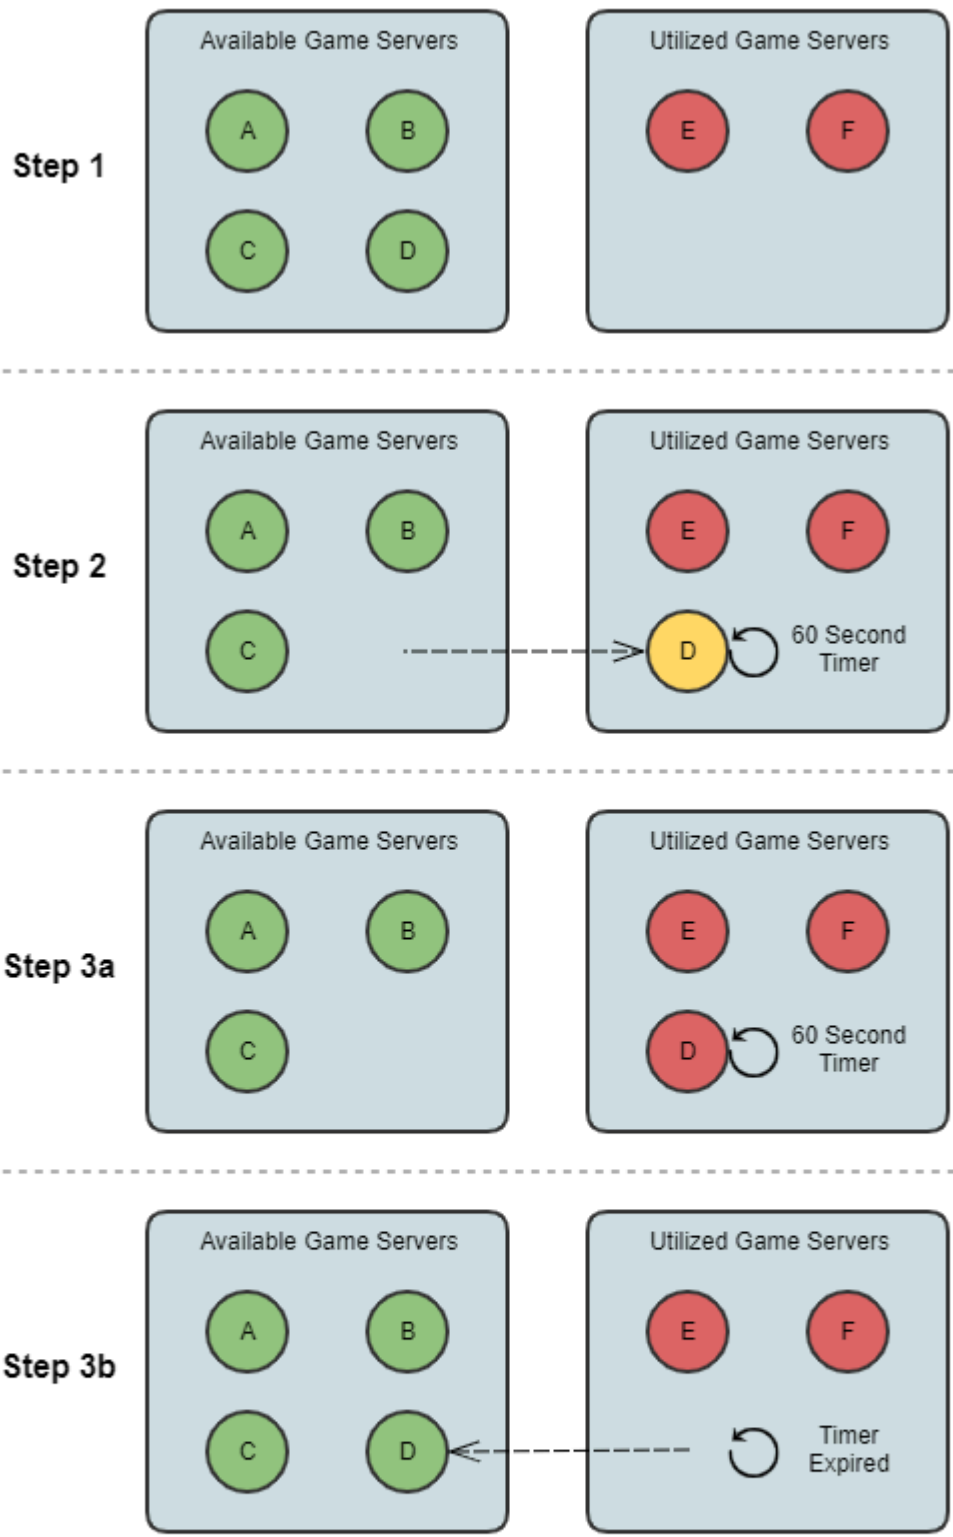 Available Game Servers
Utilized Game Servers
A
B
E
F
Step 1
C
D
Available Game Servers
Utilized Game Servers
A
B
E
F
Step 2
C
D
60 Second
Timer
Available Game Servers
Utilized Game Servers
A
B
E
F
Step 3a
C
D
60 Second
Timer
Available Game Servers
Utilized Game Servers
A
B
E
F
Step 3b
C
D
Timer
Expired